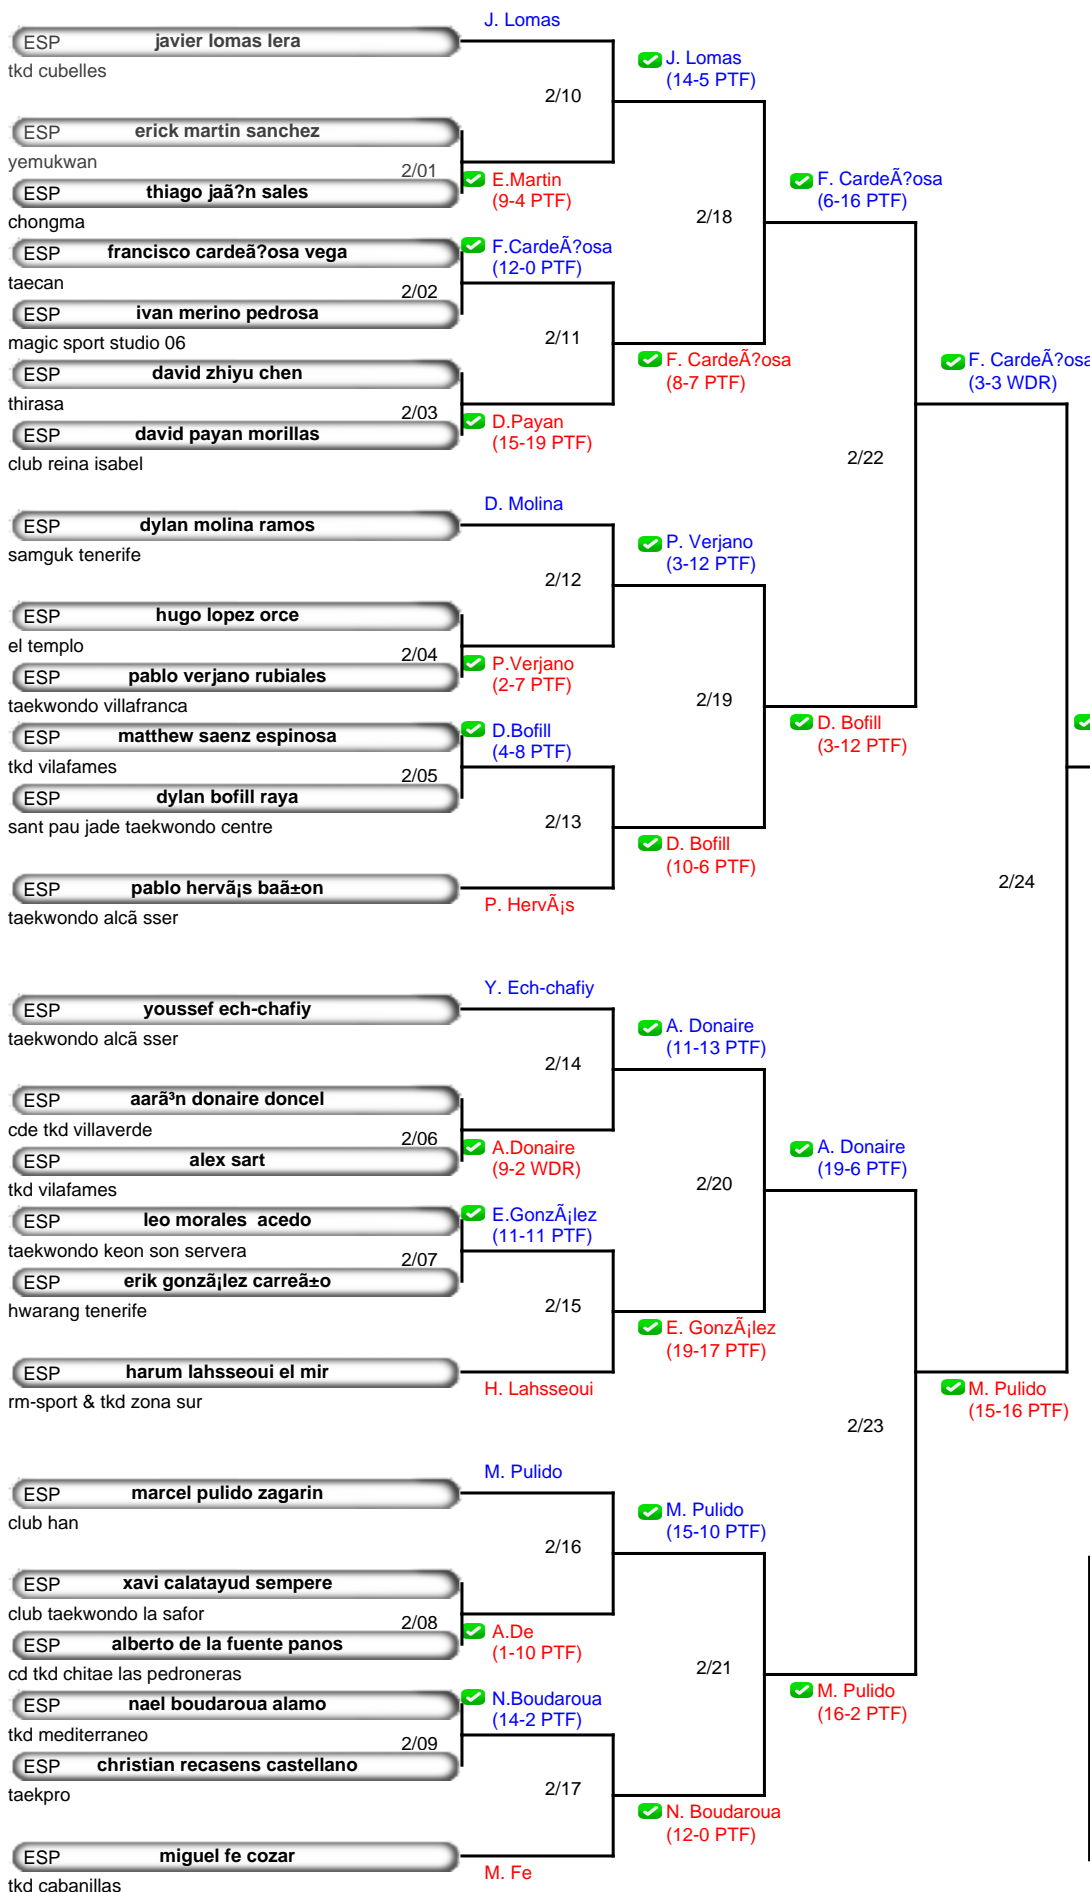 J. Lomas
ESP javier lomas lera
tkd cubelles
J. Lomas
(14-5 PTF)
2/10
ESP erick martin sanchez
yemukwan
2/01
E.Martin
(9-4 PTF)
ESP thiago jaã?n sales
chongma
F. CardeÃ?osa
(6-16 PTF)
2/18
ESP francisco cardeã?osa vega
taecan
F.CardeÃ?osa
(12-0 PTF)
2/02
ESP ivan merino pedrosa
magic sport studio 06
2/11
F. CardeÃ?osa
(8-7 PTF)
F. CardeÃ?osa
(3-3 WDR)
ESP david zhiyu chen
thirasa
2/03
D.Payan
(15-19 PTF)
ESP david payan morillas
club reina isabel
2/22
D. Molina
ESP dylan molina ramos
samguk tenerife
P. Verjano
(3-12 PTF)
2/12
ESP hugo lopez orce
el templo
2/04
P.Verjano
(2-7 PTF)
ESP pablo verjano rubiales
taekwondo villafranca
2/19
D. Bofill
(3-12 PTF)
ESP matthew saenz espinosa
tkd vilafames
D.Bofill
(4-8 PTF)
2/05
ESP dylan bofill raya
sant pau jade taekwondo centre
2/13
D. Bofill
(10-6 PTF)
ESP pablo hervã¡s baã±on
taekwondo alcã sser
P. HervÃ¡s
2/24
Y. Ech-chafiy
ESP youssef ech-chafiy
taekwondo alcã sser
A. Donaire
(11-13 PTF)
2/14
ESP aarã³n donaire doncel
cde tkd villaverde
2/06
A.Donaire
(9-2 WDR)
ESP alex sart
tkd vilafames
A. Donaire
(19-6 PTF)
2/20
ESP leo morales acedo
taekwondo keon son servera
E.GonzÃ¡lez
(11-11 PTF)
2/07
ESP erik gonzã¡lez carreã±o
hwarang tenerife
2/15
E. GonzÃ¡lez
(19-17 PTF)
ESP harum lahsseoui el mir
rm-sport & tkd zona sur
H. Lahsseoui
M. Pulido
(15-16 PTF)
2/23
M. Pulido
ESP marcel pulido zagarin
club han
M. Pulido
(15-10 PTF)
2/16
ESP xavi calatayud sempere
club taekwondo la safor
2/08
A.De
(1-10 PTF)
ESP alberto de la fuente panos
cd tkd chitae las pedroneras
2/21
M. Pulido
(16-2 PTF)
ESP nael boudaroua alamo
tkd mediterraneo
N.Boudaroua
(14-2 PTF)
2/09
ESP christian recasens castellano
taekpro
2/17
N. Boudaroua
(12-0 PTF)
ESP miguel fe cozar
tkd cabanillas
M. Fe